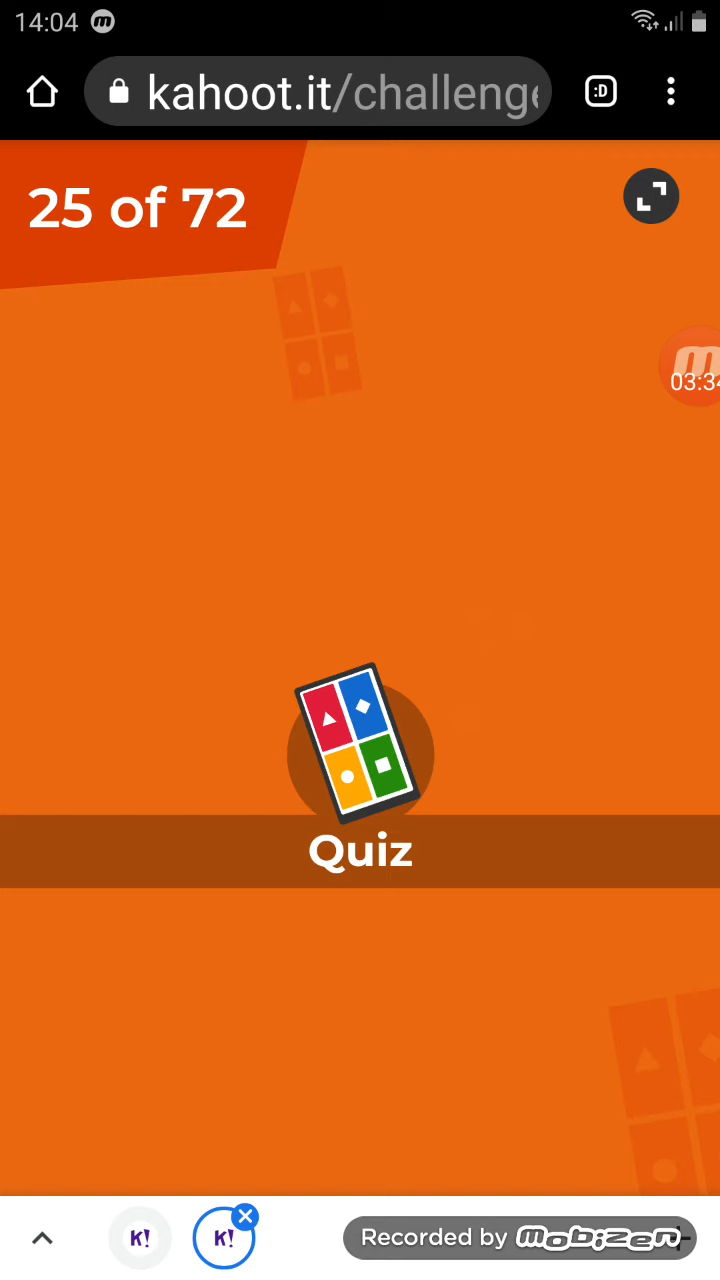 14:04 m
kahoot.it/challenge
:D
25 of 72
m
03:34
Quiz
K!
K!
Recorded by mobizen